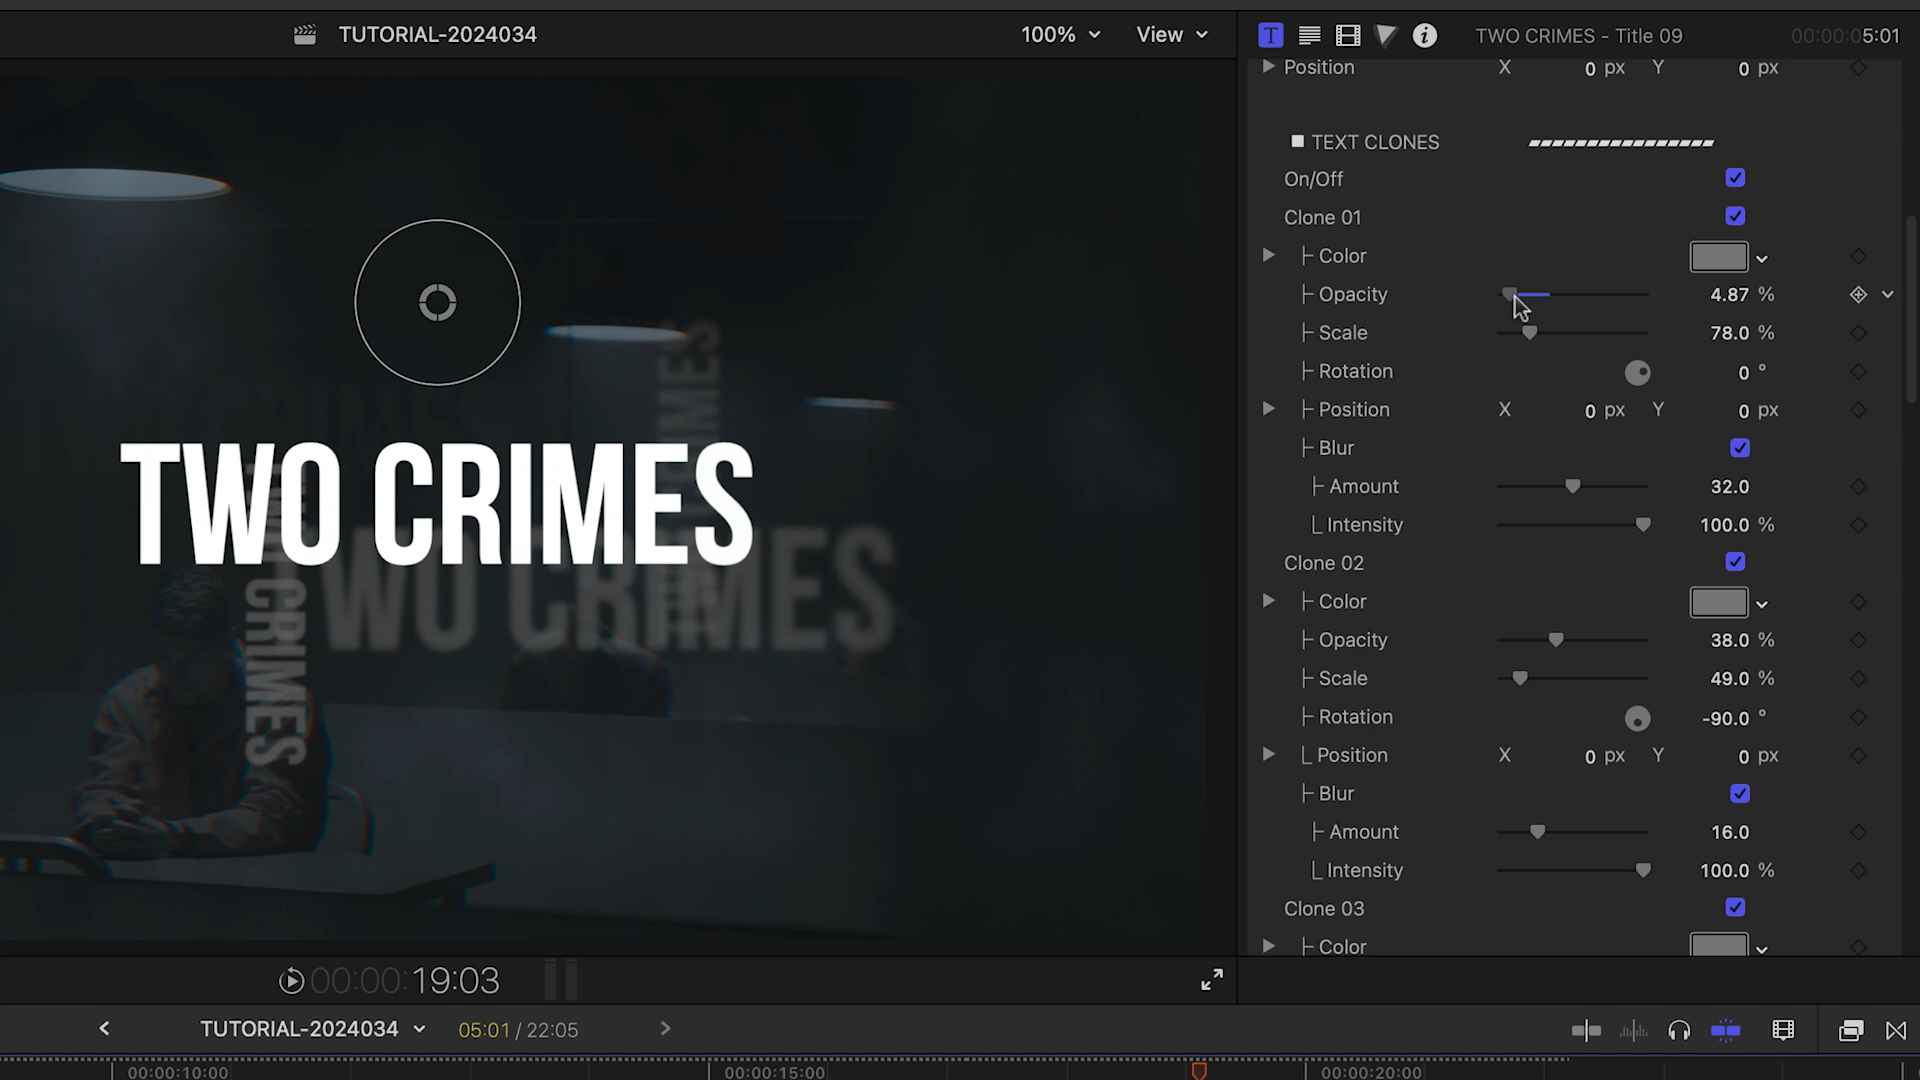 TUTORIAL-2024034
100%
View
TWO CRIMES - Title 09
00:00:05:01
Position X 0 px Y 0 px
TEXT CLONES
On/Off
Clone 01
Color
Opacity 4.87 %
Scale 78.0 %
Rotation 0 °
Position X 0 px Y 0 px
Blur
Amount 32.0
Intensity 100.0 %
Clone 02
Color
Opacity 38.0 %
Scale 49.0 %
Rotation -90.0 °
Position X 0 px Y 0 px
Blur
Amount 16.0
Intensity 100.0 %
Clone 03
Color
TWO CRIMES
TWO CRIMES
TWO CRIMES
TWO CRIMES
TWO CRIMES
00:00:19:03
TUTORIAL-2024034
05:01 / 22:05
00:00:10:00
00:00:15:00
00:00:20:00